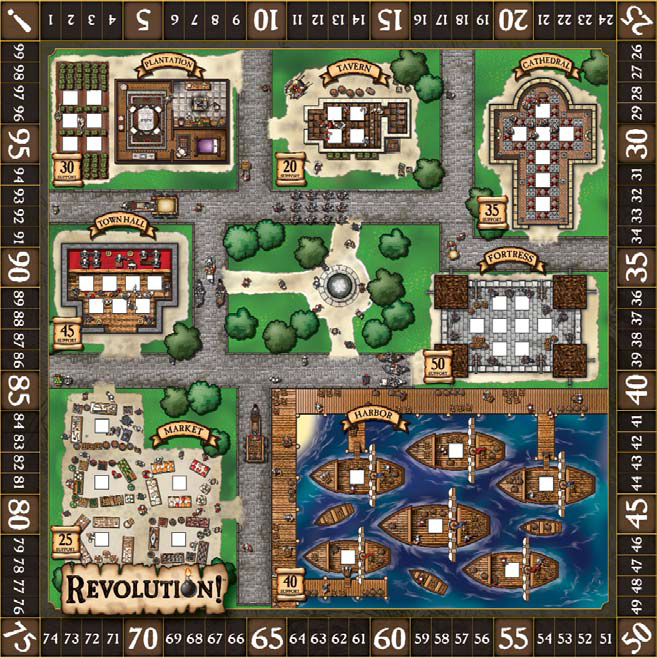 ! 1 2 3 4 5 6 7 8 9 10 11 12 13 14 15 16 17 18 19 20 21 22 23 24 25
99 98 97 96 95 94 93 92 91 90 89 88 87 86 85 84 83 82 81 80 79 78 77 76
26 27 28 29 30 31 32 33 34 35 36 37 38 39 40 41 42 43 44 45 46 47 48 49
PLANTATION
30
SUPPORT
TAVERN
20
SUPPORT
CATHEDRAL
35
SUPPORT
TOWN HALL
45
SUPPORT
FORTRESS
50
SUPPORT
MARKET
25
SUPPORT
HARBOR
40
SUPPORT
REVOLUTION!
75 74 73 72 71 70 69 68 67 66 65 64 63 62 61 60 59 58 57 56 55 54 53 52 51 50